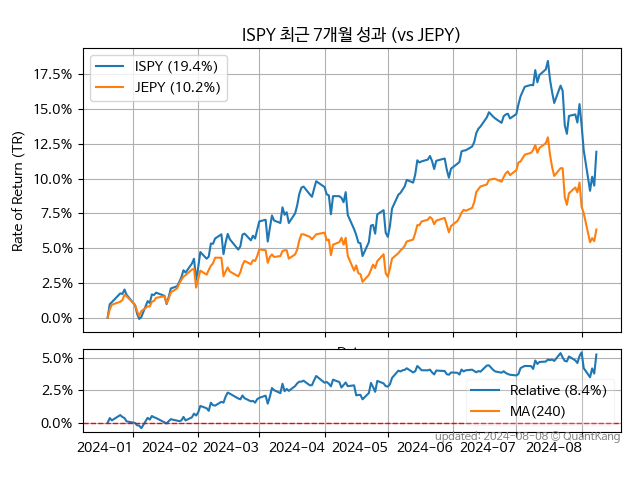 ISPY 최근 7개월 성과 (vs JEPY)
Rate of Return (TR)
ISPY (19.4%)
JEPY (10.2%)
17.5%
15.0%
12.5%
10.0%
7.5%
5.0%
2.5%
0.0%
5.0%
2.5%
0.0%
Relative (8.4%)
MA(240)
updated: 2024-08-08 © QuantKang
2024-01 2024-02 2024-03 2024-04 2024-05 2024-06 2024-07 2024-08